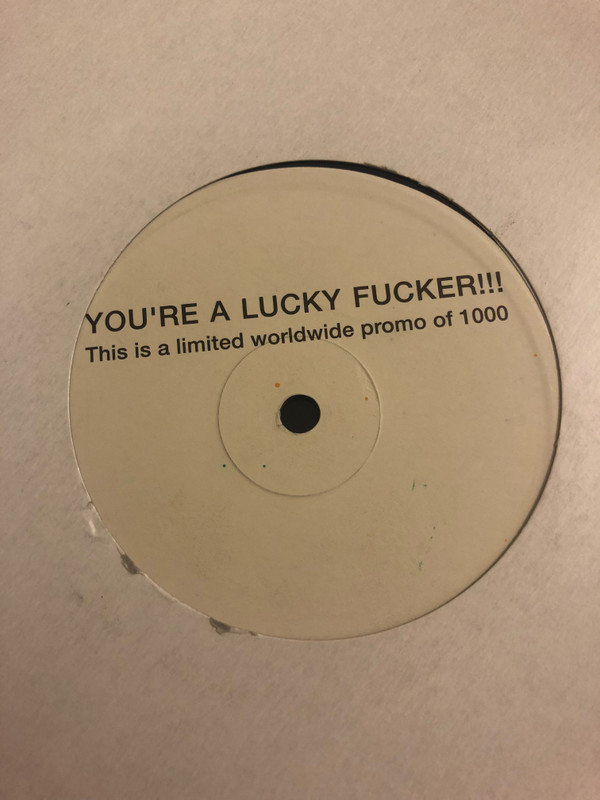 YOU'RE A LUCKY FUCKER!!!
This is a limited worldwide promo of 1000